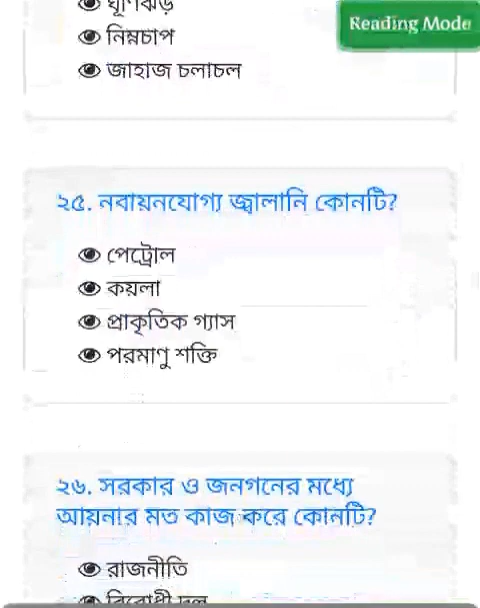 ঘূর্ণিঝড়
Reading Mode
নিম্নচাপ
জাহাজ চলাচল
২৫. নবায়নযোগ্য জ্বালানি কোনটি?
পেট্রোল
কয়লা
প্রাকৃতিক গ্যাস
পরমাণু শক্তি
২৬. সরকার ও জনগনের মধ্যে
আয়নার মত কাজ করে কোনটি?
রাজনীতি
বিরোধী দল